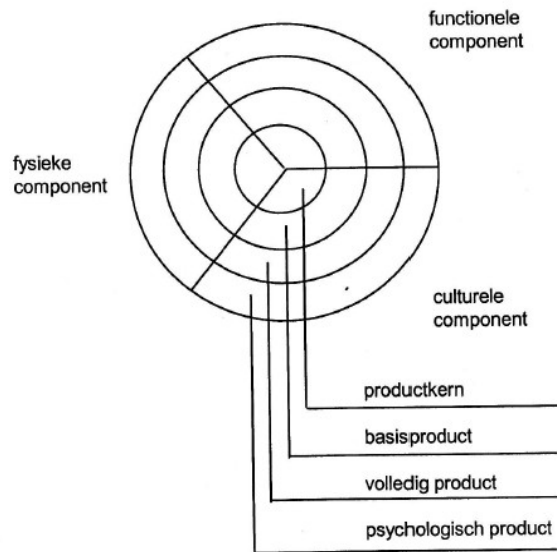 functionele
component
fysieke
component
culturele
component
productkern
basisproduct
volledig product
psychologisch product